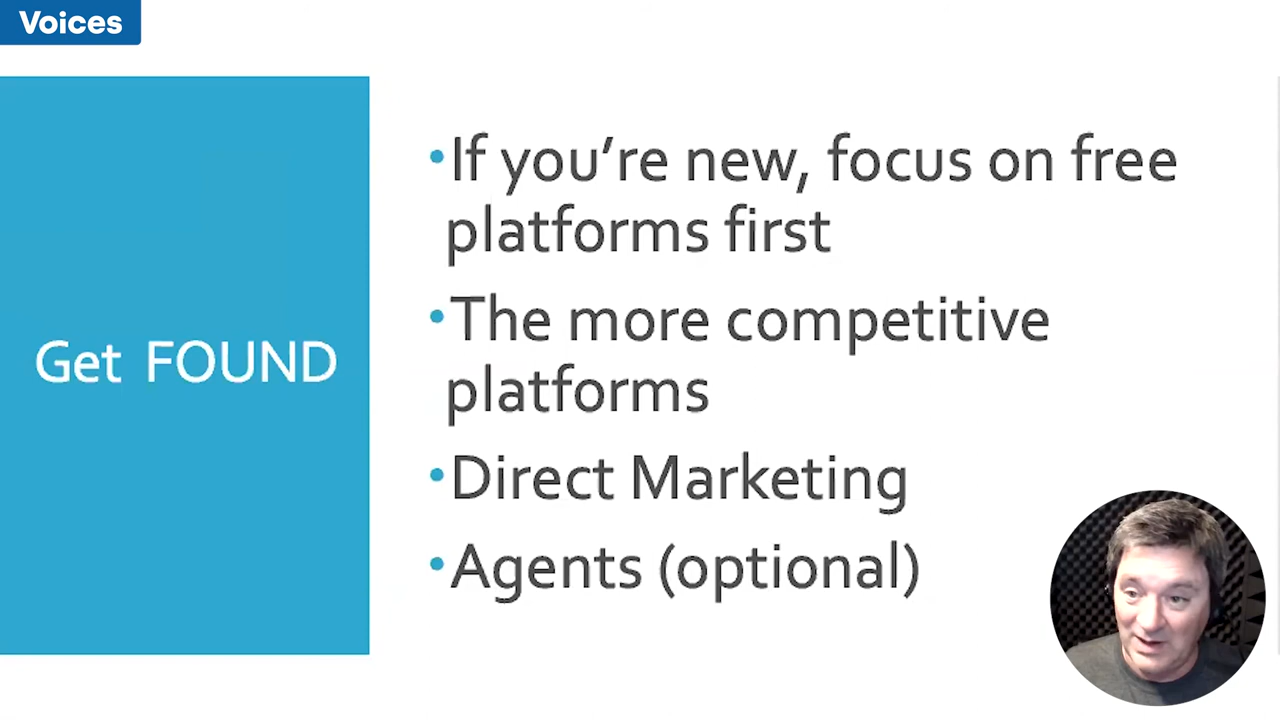 Voices
Get FOUND
•If you’re new, focus on free
platforms first
•The more competitive
platforms
•Direct Marketing
•Agents (optional)